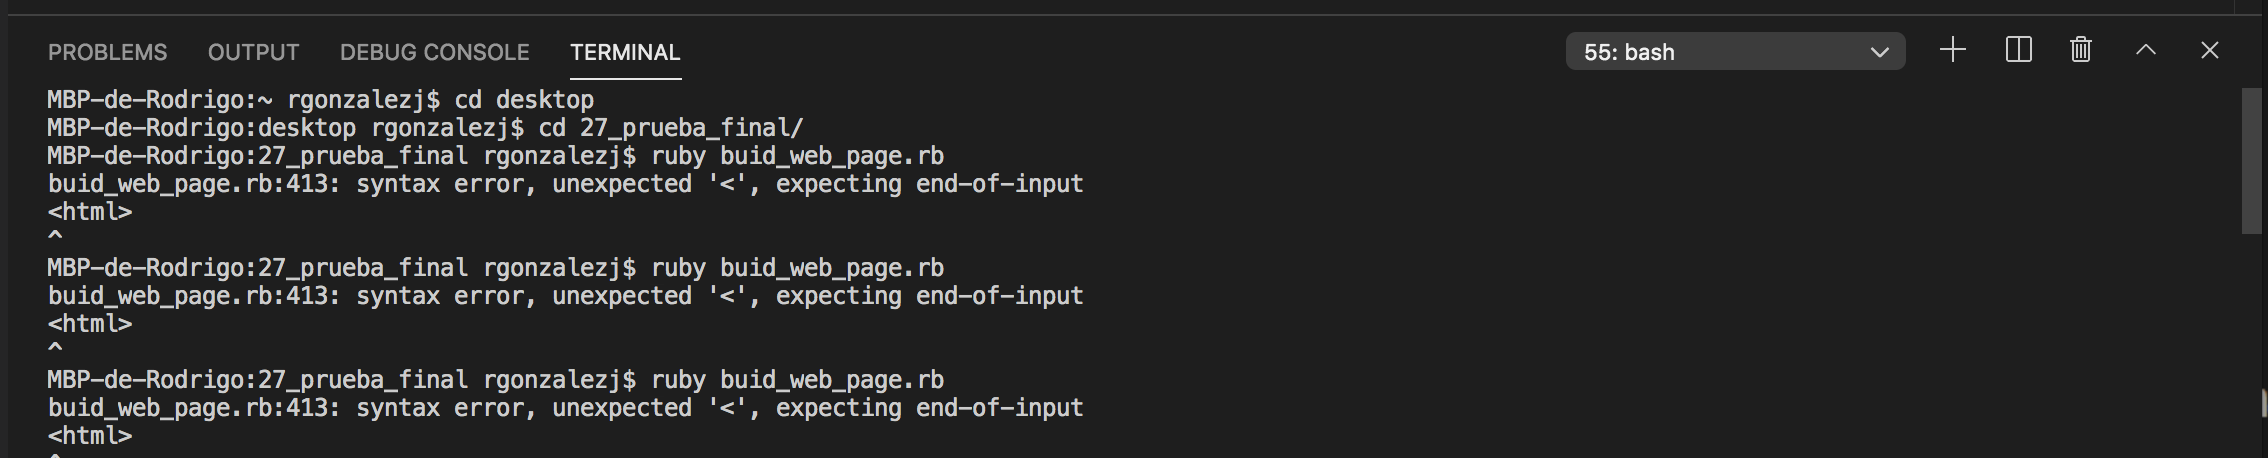 PROBLEMS OUTPUT DEBUG CONSOLE TERMINAL 55: bash
MBP-de-Rodrigo:~ rgonzalezj$ cd desktop
MBP-de-Rodrigo:desktop rgonzalezj$ cd 27_prueba_final/
MBP-de-Rodrigo:27_prueba_final rgonzalezj$ ruby buid_web_page.rb
buid_web_page.rb:413: syntax error, unexpected '<', expecting end-of-input
<html>
^
MBP-de-Rodrigo:27_prueba_final rgonzalezj$ ruby buid_web_page.rb
buid_web_page.rb:413: syntax error, unexpected '<', expecting end-of-input
<html>
^
MBP-de-Rodrigo:27_prueba_final rgonzalezj$ ruby buid_web_page.rb
buid_web_page.rb:413: syntax error, unexpected '<', expecting end-of-input
<html>
^